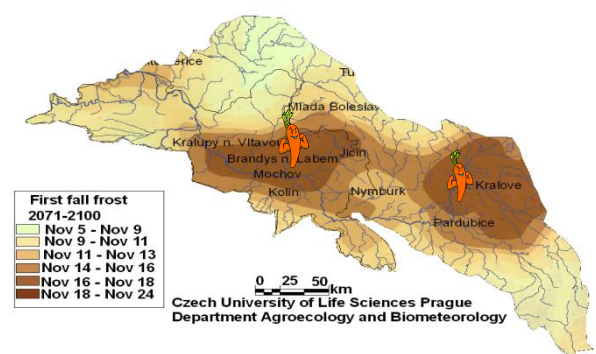 Tu
Mlada Boleslav
Kralupy n. Vltavou
Jicin
Brandys n. Labem
Mochov
Kralove
Kolin
Nymburk
Pardubice
First fall frost
2071-2100
Nov 5 - Nov 9
Nov 9 - Nov 11
Nov 11 - Nov 13
Nov 14 - Nov 16
Nov 16 - Nov 18
Nov 18 - Nov 24
0 25 50
km
Czech University of Life Sciences Prague
Department Agroecology and Biometeorology